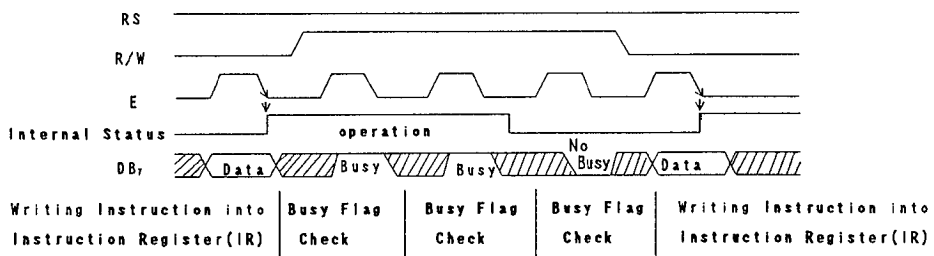 RS
R/W
E
Internal Status
operation
No
DB₇ Data Busy Busy Busy Data
Writing Instruction into Busy Flag Busy Flag Busy Flag Writing Instruction into
Instruction Register(IR) Check Check Check Instruction Register(IR)